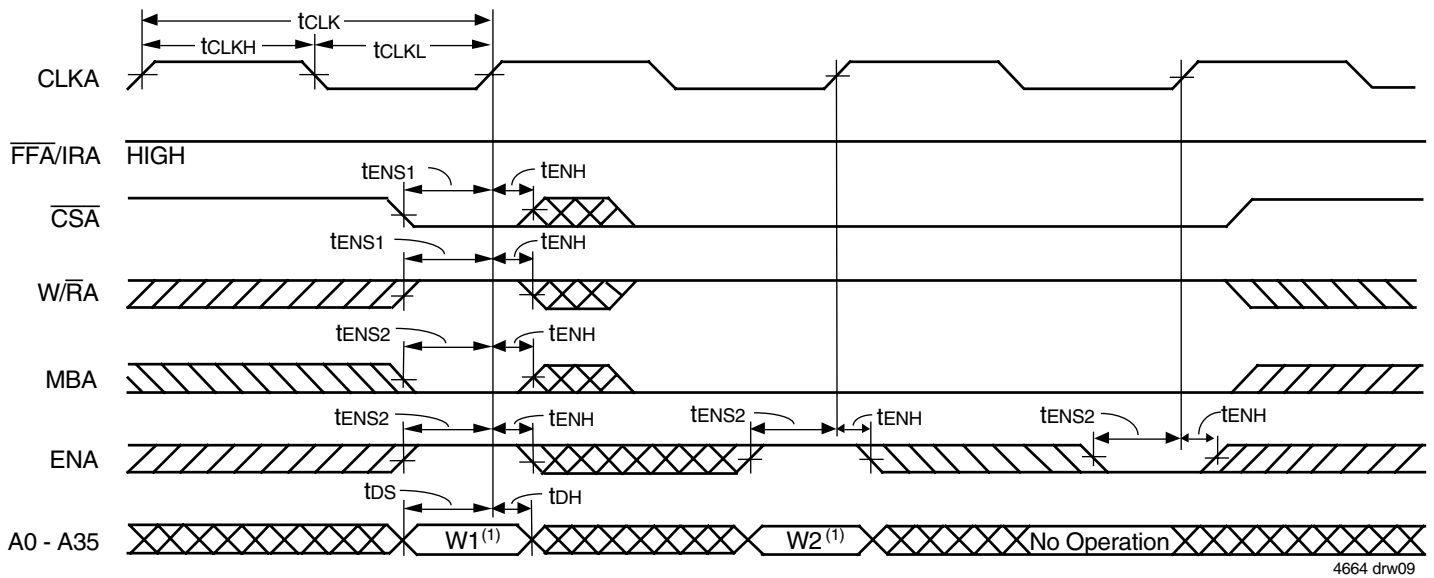 tCLK
tCLKH tCLKL
CLKA
FFA/IRA HIGH
tENS1 tENH
CSA
tENS1 tENH
W/RA
tENS2 tENH
MBA
tENS2 tENH tENS2 tENH tENS2 tENH
ENA
tDS tDH
A0 - A35 W1(1) W2(1) No Operation
4664 drw09